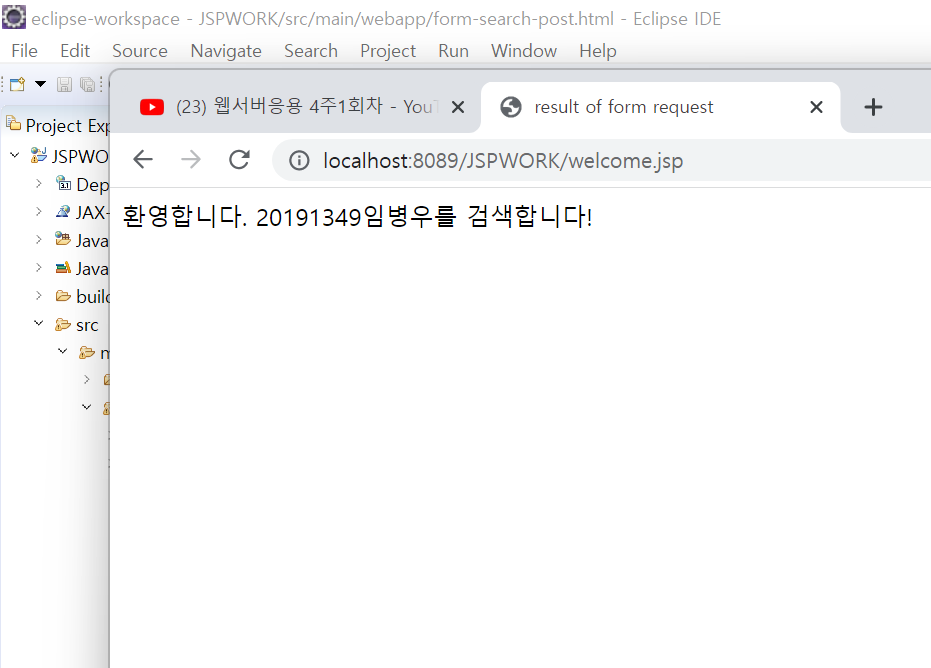 eclipse-workspace - JSPWORK/src/main/webapp/form-search-post.html - Eclipse IDE
File Edit Source Navigate Search Project Run Window Help
(23) 웹서버응용 4주1회차 - You
result of form request
Project Exp
localhost:8089/JSPWORK/welcome.jsp
JSPWO
Dep
JAX-
환영합니다. 20191349임병우를 검색합니다!
Java
Java
build
src
m